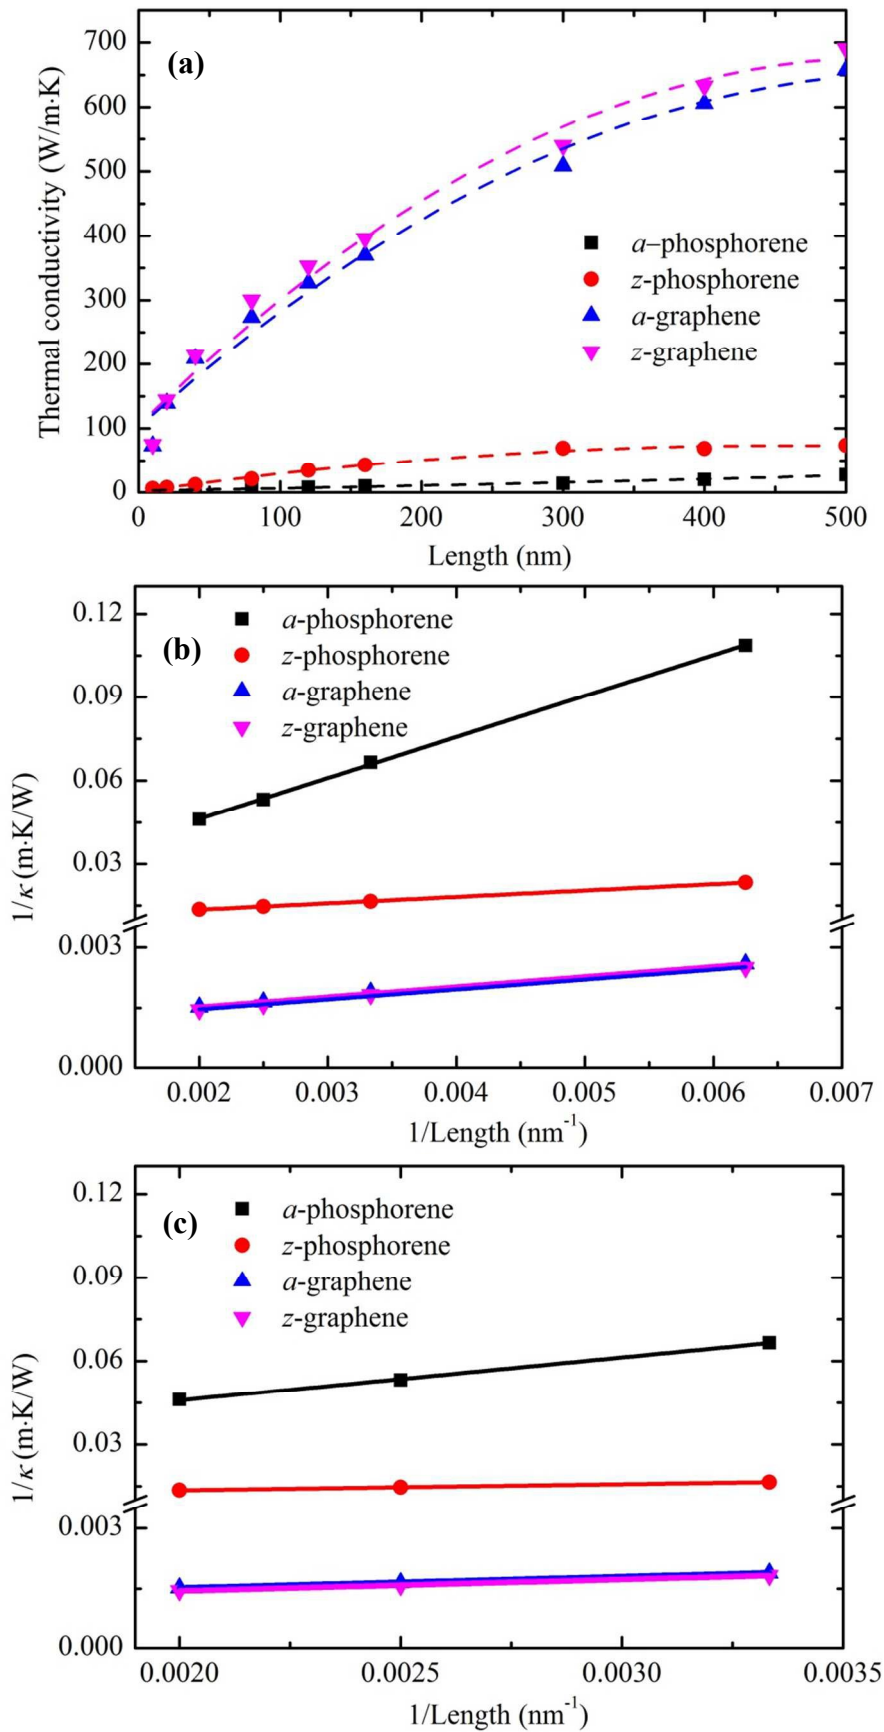 (a)
700
600
500
400
300
200
100
0
Thermal conductivity (W/m·K)
a–phosphorene
z-phosphorene
a-graphene
z-graphene
0 100 200 300 400 500
Length (nm)
(b)
0.12
0.09
0.06
0.03
0.003
0.000
1/κ (m·K/W)
a-phosphorene
z-phosphorene
a-graphene
z-graphene
0.002 0.003 0.004 0.005 0.006 0.007
1/Length (nm⁻¹)
(c)
0.12
0.09
0.06
0.03
0.003
0.000
1/κ (m·K/W)
a-phosphorene
z-phosphorene
a-graphene
z-graphene
0.0020 0.0025 0.0030 0.0035
1/Length (nm⁻¹)